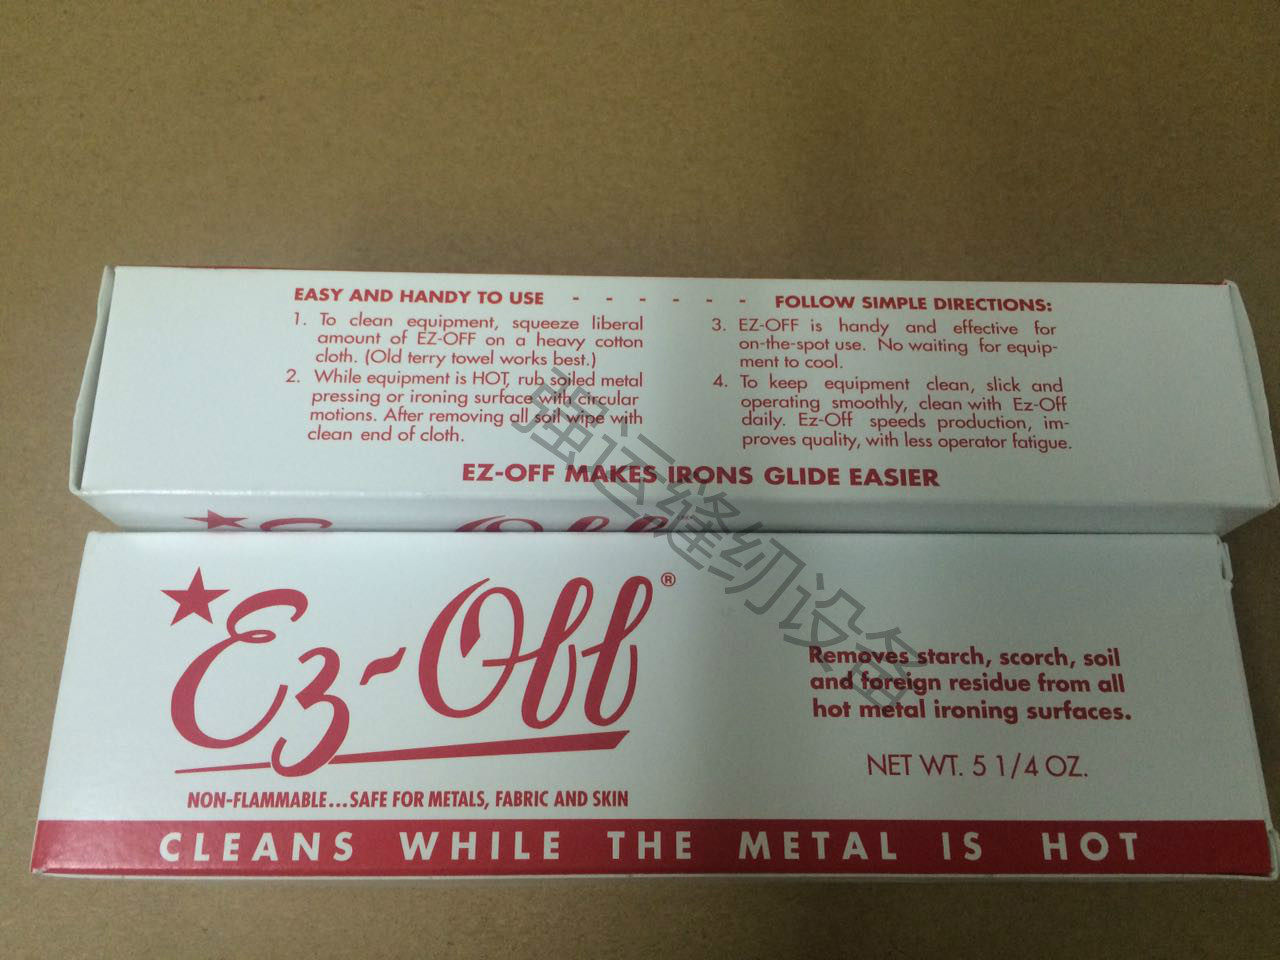 EASY AND HANDY TO USE - - - - - - FOLLOW SIMPLE DIRECTIONS:
1. To clean equipment, squeeze liberal
amount of EZ-OFF on a heavy cotton
cloth. (Old terry towel works best.)
2. While equipment is HOT, rub soiled metal
pressing or ironing surface with circular
motions. After removing all soil wipe with
clean end of cloth.
3. EZ-OFF is handy and effective for
on-the-spot use. No waiting for equip-
ment to cool.
4. To keep equipment clean, slick and
operating smoothly, clean with Ez-Off
daily. Ez-Off speeds production, im-
proves quality, with less operator fatigue.
EZ-OFF MAKES IRONS GLIDE EASIER
强运缝纫设备
Ez-Off®
NON-FLAMMABLE...SAFE FOR METALS, FABRIC AND SKIN
Removes starch, scorch, soil
and foreign residue from all
hot metal ironing surfaces.
NET WT. 5 1/4 OZ.
CLEANS WHILE THE METAL IS HOT